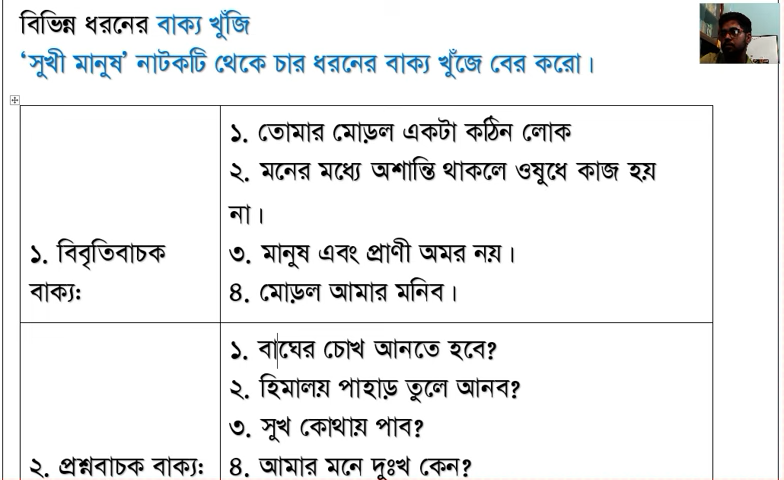 বিভিন্ন ধরনের বাক্য খুঁজি
‘সুখী মানুষ’ নাটকটি থেকে চার ধরনের বাক্য খুঁজে বের করো।
১. বিবৃতিবাচক
বাক্য:
১. তোমার মোড়ল একটা কঠিন লোক
২. মনের মধ্যে অশান্তি থাকলে ওষুধে কাজ হয়
না।
৩. মানুষ এবং প্রাণী অমর নয়।
৪. মোড়ল আমার মনিব।
২. প্রশ্নবাচক বাক্য:
১. বাঘের চোখ আনতে হবে?
২. হিমালয় পাহাড় তুলে আনব?
৩. সুখ কোথায় পাব?
৪. আমার মনে দুঃখ কেন?